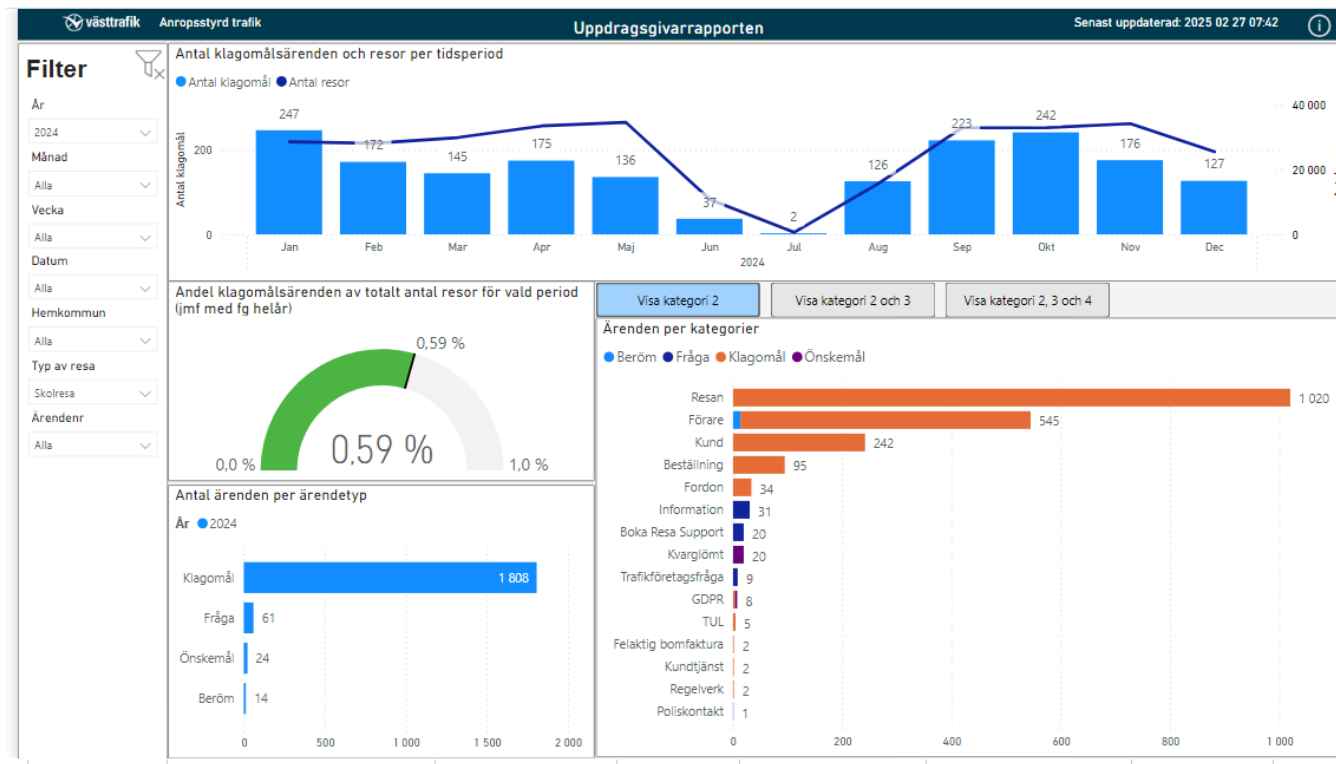 västtrafik Anropsstyrd trafik
Uppdragsgivarrapporten
Senast uppdaterad: 2025 02 27 07:42
Filter
År
2024
Månad
Alla
Vecka
Alla
Datum
Alla
Hemkommun
Alla
Typ av resa
Skolresa
Ärendenr
Alla
Antal klagomålsärenden och resor per tidsperiod
Antal klagomål Antal resor
Antal klagomål
200
0
40 000
20 000
0
247
172
145
175
136
37
2
126
223
242
176
127
Jan Feb Mar Apr Maj Jun Jul Aug Sep Okt Nov Dec
2024
Andel klagomålsärenden av totalt antal resor för vald period
(jmf med fg helår)
0,59 %
0,59 %
0,0 %
1,0 %
Antal ärenden per ärendetyp
År 2024
Klagomål 1 808
Fråga 61
Önskemål 24
Beröm 14
0 500 1 000 1 500 2 000
Visa kategori 2 Visa kategori 2 och 3 Visa kategori 2, 3 och 4
Ärenden per kategorier
Beröm Fråga Klagomål Önskemål
Resan 1 020
Förare 545
Kund 242
Beställning 95
Fordon 34
Information 31
Boka Resa Support 20
Kvarglömt 20
Trafikföretagsfråga 9
GDPR 8
TUL 5
Felaktig bomfaktura 2
Kundtjänst 2
Regelverk 2
Poliskontakt 1
0 200 400 600 800 1 000